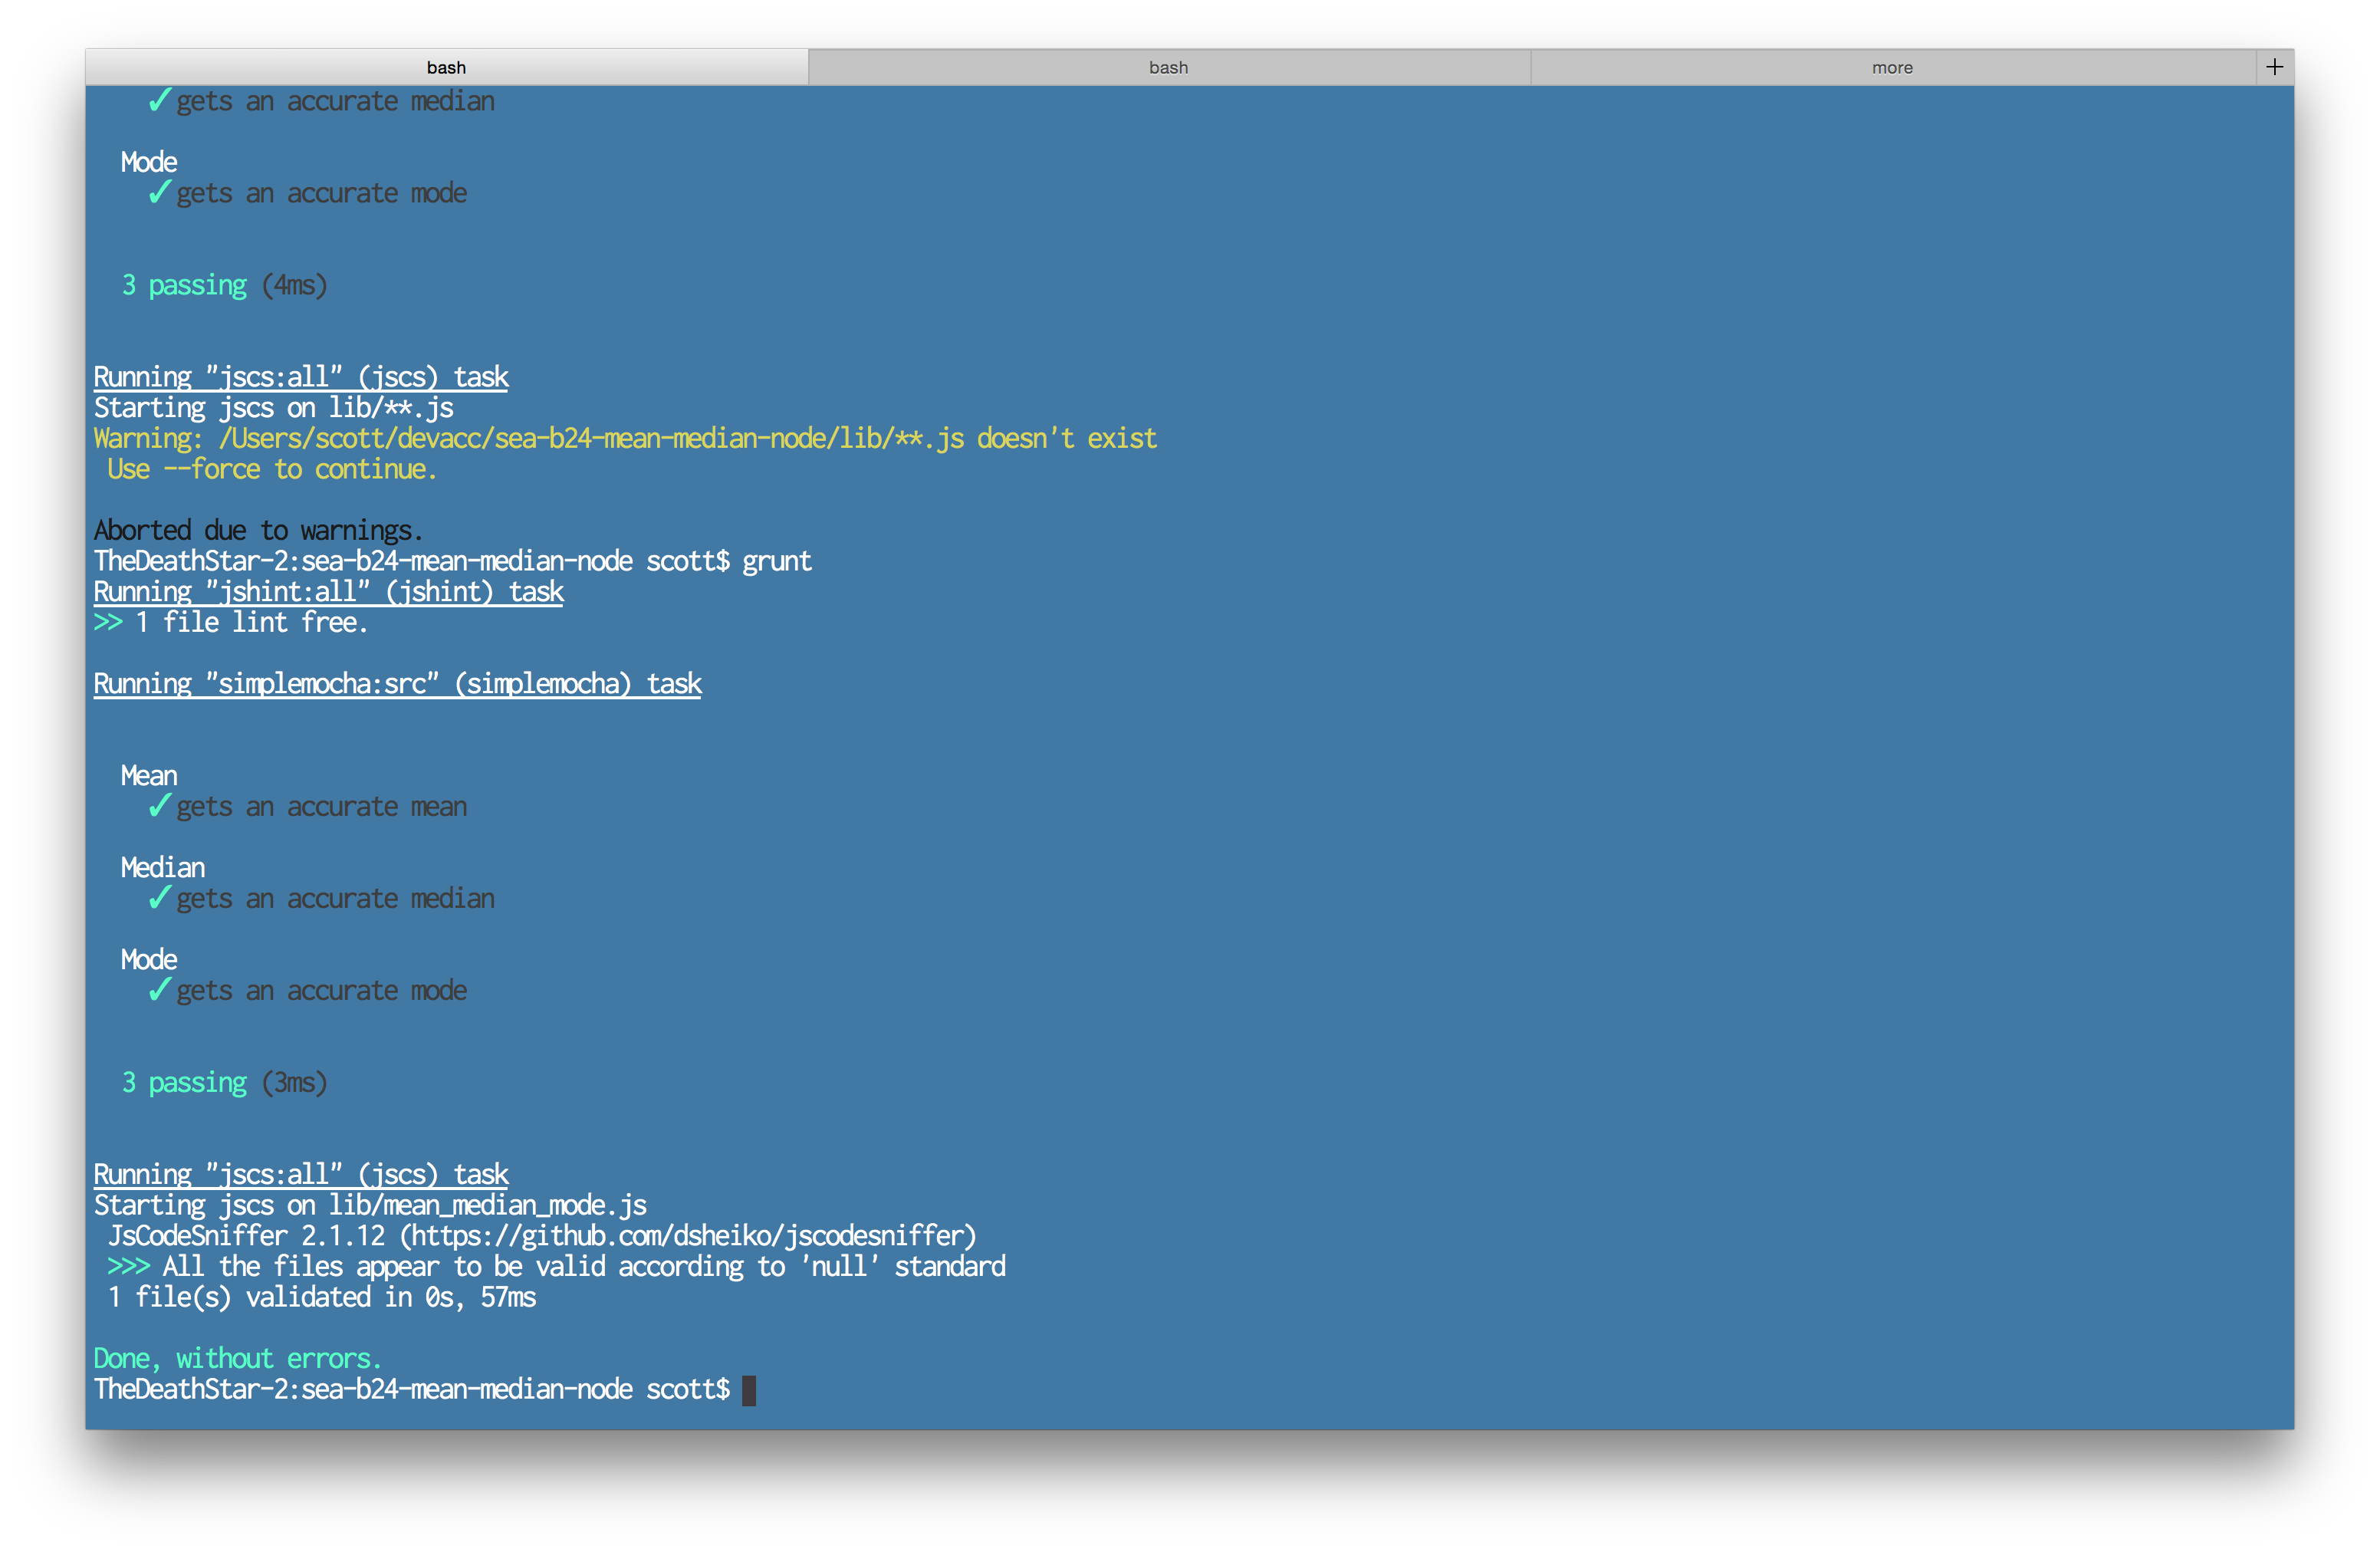 bash bash more +
✓ gets an accurate median
Mode
✓ gets an accurate mode
3 passing (4ms)
Running "jscs:all" (jscs) task
Starting jscs on lib/**.js
Warning: /Users/scott/devacc/sea-b24-mean-median-node/lib/**.js doesn't exist
Use --force to continue.
Aborted due to warnings.
TheDeathStar-2:sea-b24-mean-median-node scott$ grunt
Running "jshint:all" (jshint) task
>> 1 file lint free.
Running "simplemocha:src" (simplemocha) task
Mean
✓ gets an accurate mean
Median
✓ gets an accurate median
Mode
✓ gets an accurate mode
3 passing (3ms)
Running "jscs:all" (jscs) task
Starting jscs on lib/mean_median_mode.js
JsCodeSniffer 2.1.12 (https://github.com/dsheiko/jscodesniffer)
>>> All the files appear to be valid according to 'null' standard
1 file(s) validated in 0s, 57ms
Done, without errors.
TheDeathStar-2:sea-b24-mean-median-node scott$